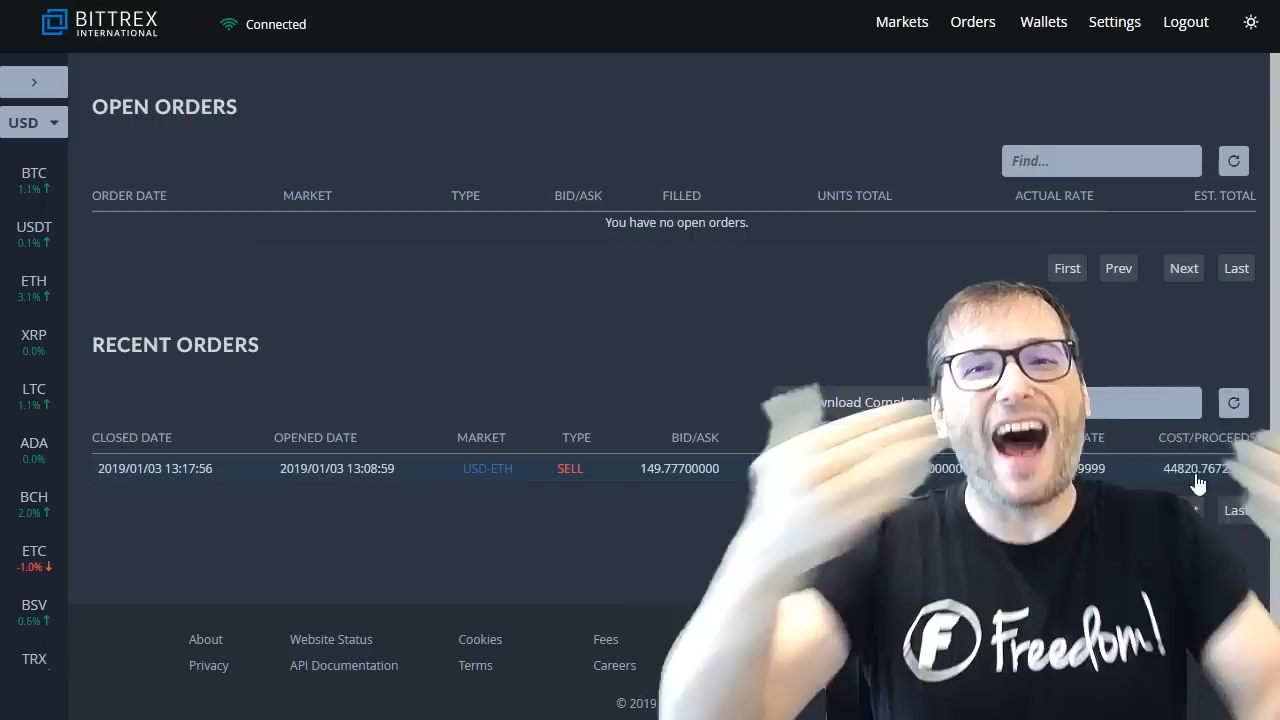 BITTREX
INTERNATIONAL
Connected
Markets Orders Wallets Settings Logout
USD
BTC
1.1%
USDT
0.1%
ETH
3.1%
XRP
0.0%
LTC
1.1%
ADA
0.0%
BCH
2.0%
ETC
-1.0%
BSV
0.6%
TRX
OPEN ORDERS
Find...
ORDER DATE MARKET TYPE BID/ASK FILLED UNITS TOTAL ACTUAL RATE EST. TOTAL
You have no open orders.
First Prev Next Last
RECENT ORDERS
CLOSED DATE OPENED DATE MARKET TYPE BID/ASK COST/PROCEEDS
2019/01/03 13:17:56 2019/01/03 13:08:59 USD-ETH SELL 149.77700000 44820.7672
Last
About Website Status Cookies Fees
Privacy API Documentation Terms Careers
© 2019
F Freedom!